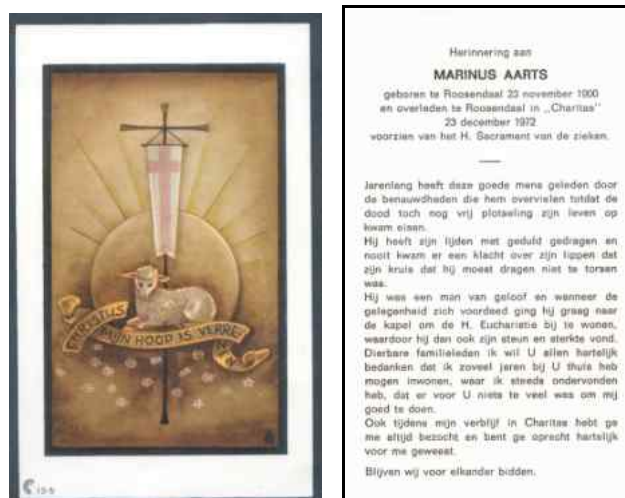 CHRISTUS MIJN HOOP IS VERREZEN
Herinnering aan
MARINUS AARTS
geboren te Roosendaal 23 november 1900
en overleden te Roosendaal in „Charitas"
23 december 1972
voorzien van het H. Sacrament van de zieken.
Jarenlang heeft deze goede mens geleden door
de benauwdheden die hem overvielen totdat de
dood toch nog vrij plotseling zijn leven op
kwam eisen.
Hij heeft zijn lijden met geduld gedragen en
nooit kwam er een klacht over zijn lippen dat
zijn kruis dat hij moest dragen niet te torsen
was.
Hij was een man van geloof en wanneer de
gelegenheid zich voordeed ging hij graag naar
de kapel om de H. Eucharistie bij te wonen,
waardoor hij dan ook zijn steun en sterkte vond.
Dierbare familieleden ik wil U allen hartelijk
bedanken dat ik zoveel jaren bij U thuis heb
mogen inwonen, waar ik steeds ondervonden
heb, dat er voor U niets te veel was om mij
goed te doen.
Ook tijdens mijn verblijf in Charitas hebt ge
me altijd bezocht en bent ge oprecht hartelijk
voor me geweest.
Blijven wij voor elkander bidden.